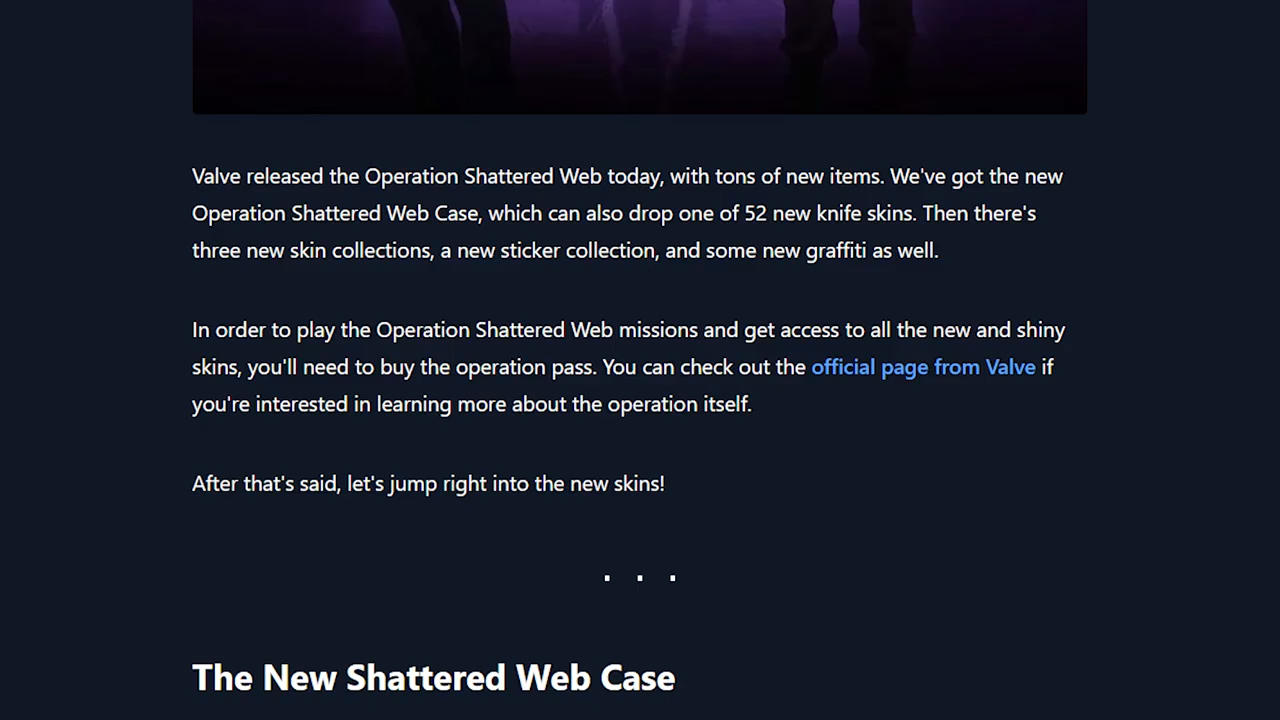 Valve released the Operation Shattered Web today, with tons of new items. We've got the new
Operation Shattered Web Case, which can also drop one of 52 new knife skins. Then there's
three new skin collections, a new sticker collection, and some new graffiti as well.
In order to play the Operation Shattered Web missions and get access to all the new and shiny
skins, you'll need to buy the operation pass. You can check out the official page from Valve if
you're interested in learning more about the operation itself.
After that's said, let's jump right into the new skins!
. . .
The New Shattered Web Case